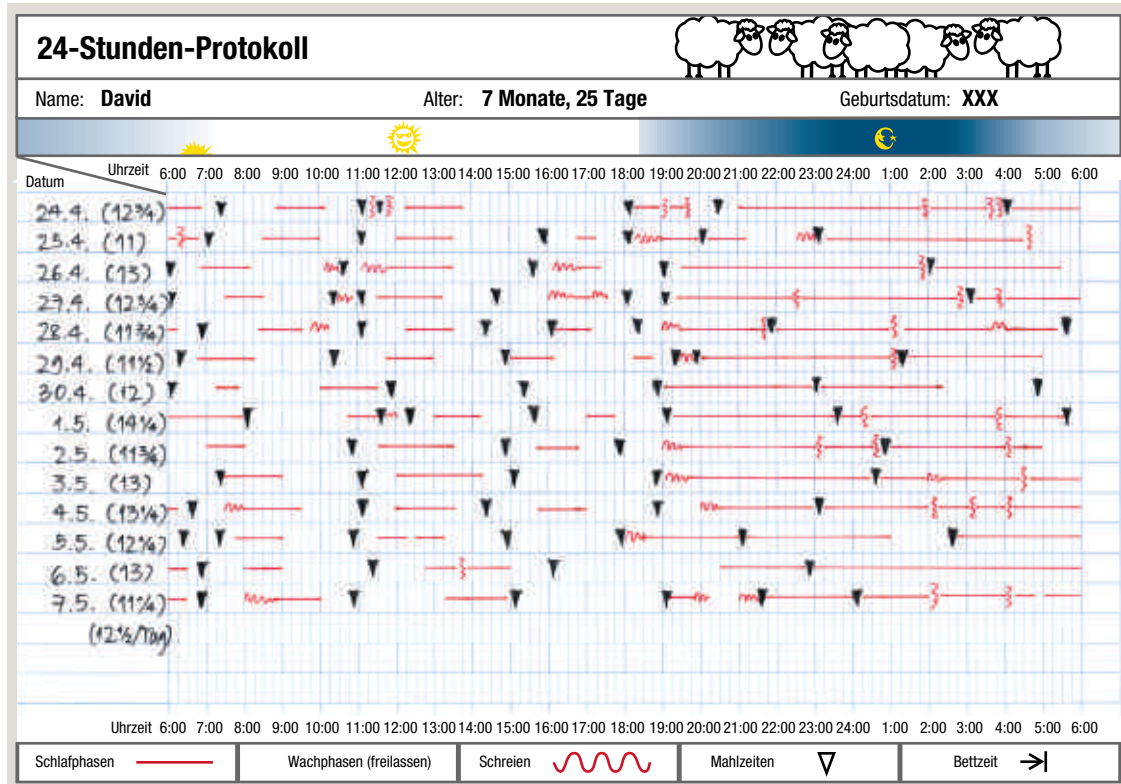 24-Stunden-Protokoll
Name: David Alter: 7 Monate, 25 Tage Geburtsdatum: XXX
Uhrzeit 6:00 7:00 8:00 9:00 10:00 11:00 12:00 13:00 14:00 15:00 16:00 17:00 18:00 19:00 20:00 21:00 22:00 23:00 24:00 1:00 2:00 3:00 4:00 5:00 6:00
Datum
24.4. (12¾)
25.4. (11)
26.4. (13)
27.4. (12¾)
28.4. (11¾)
29.4. (11½)
30.4. (12)
1.5. (14¼)
2.5. (11¾)
3.5. (13)
4.5. (13¼)
5.5. (12¼)
6.5. (13)
7.5. (11¼)
(12½/Tag)
Uhrzeit 6:00 7:00 8:00 9:00 10:00 11:00 12:00 13:00 14:00 15:00 16:00 17:00 18:00 19:00 20:00 21:00 22:00 23:00 24:00 1:00 2:00 3:00 4:00 5:00 6:00
Schlafphasen Wachphasen (freilassen) Schreien Mahlzeiten Bettzeit